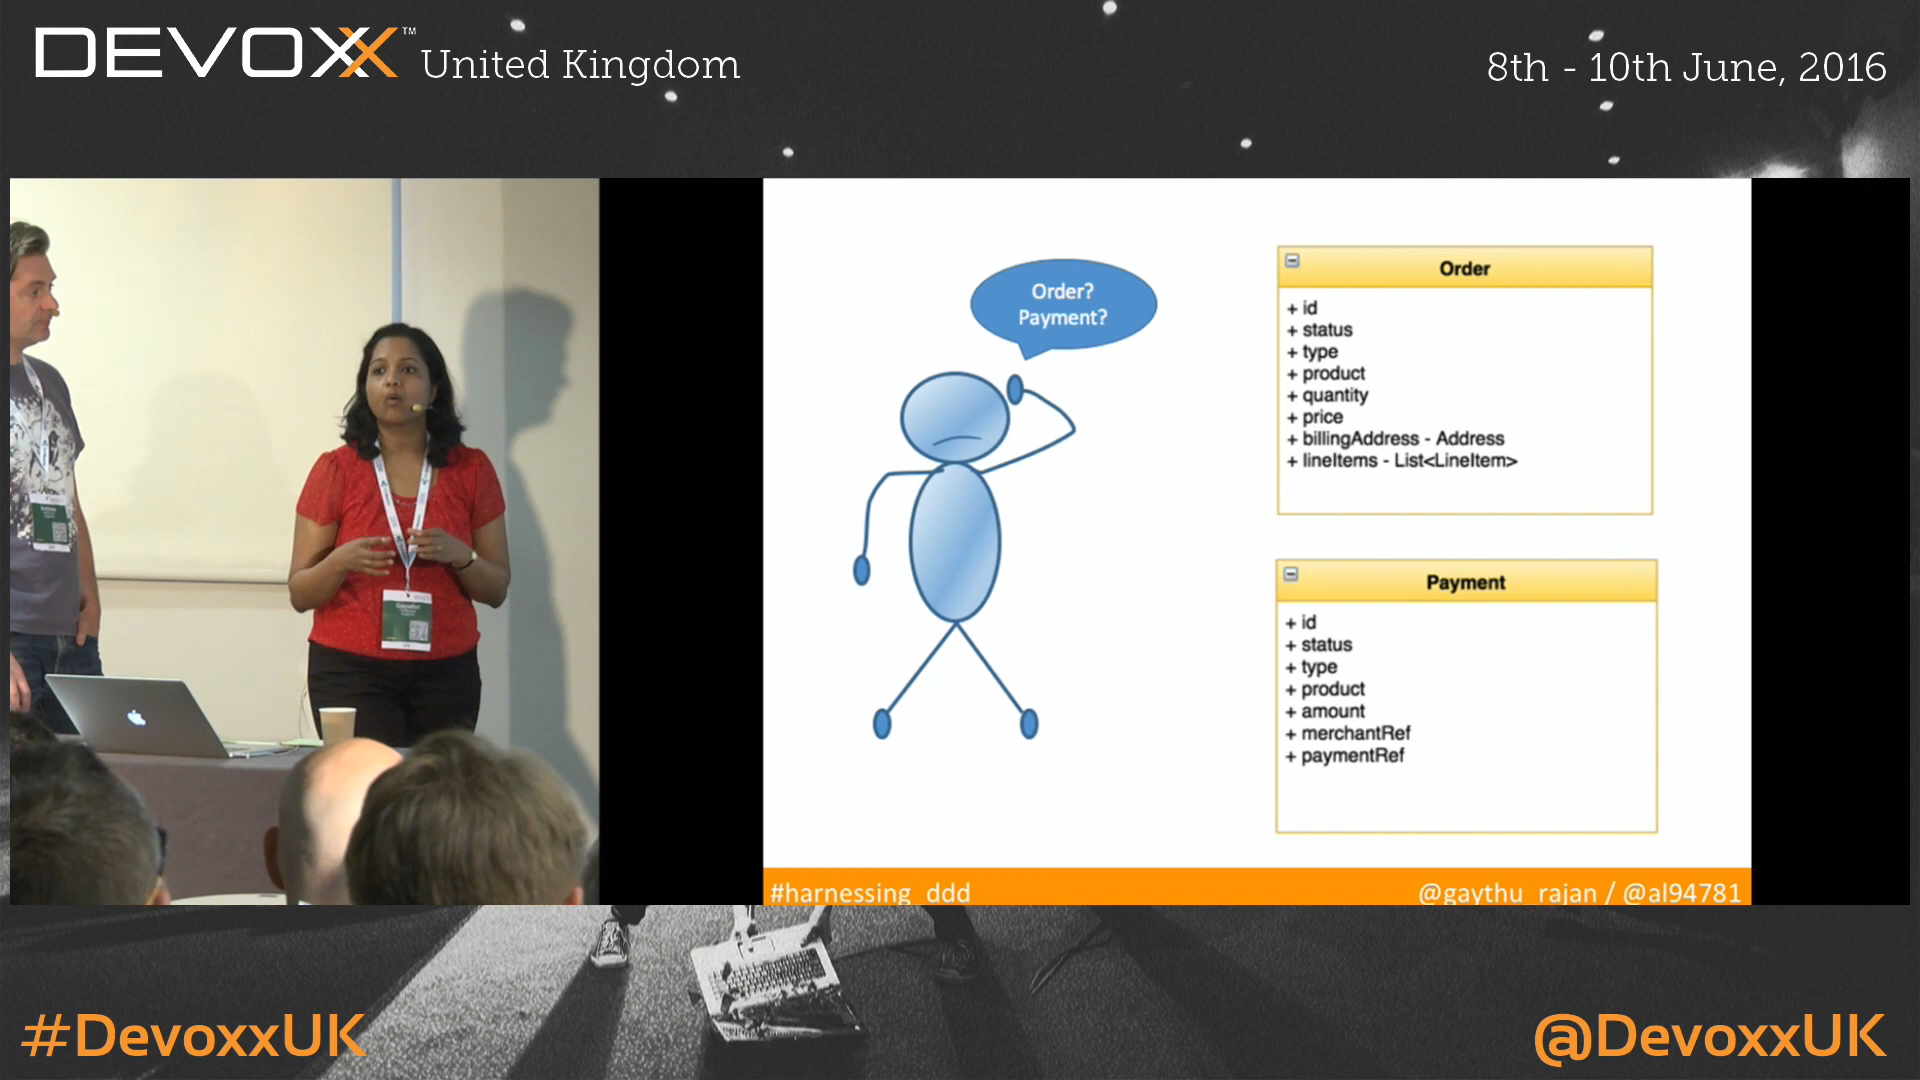 DEVOXX™ United Kingdom
8th - 10th June, 2016
Order?
Payment?
Order
+ id
+ status
+ type
+ product
+ quantity
+ price
+ billingAddress - Address
+ lineItems - List<LineItem>
Payment
+ id
+ status
+ type
+ product
+ amount
+ merchantRef
+ paymentRef
#harnessing_ddd
@gaythu_rajan / @al94781
#DevoxxUK
@DevoxxUK